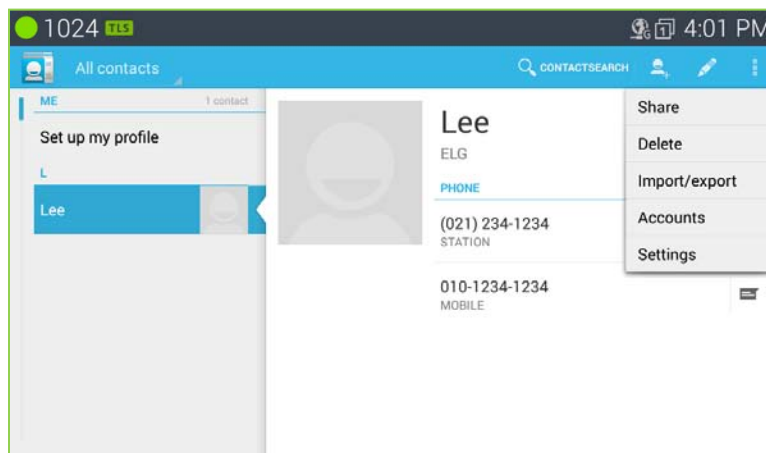 1024 TLS 4:01 PM
All contacts CONTACTSEARCH
ME 1 contact
Set up my profile
L
Lee
Lee
ELG
PHONE
(021) 234-1234
STATION
010-1234-1234
MOBILE
Share
Delete
Import/export
Accounts
Settings